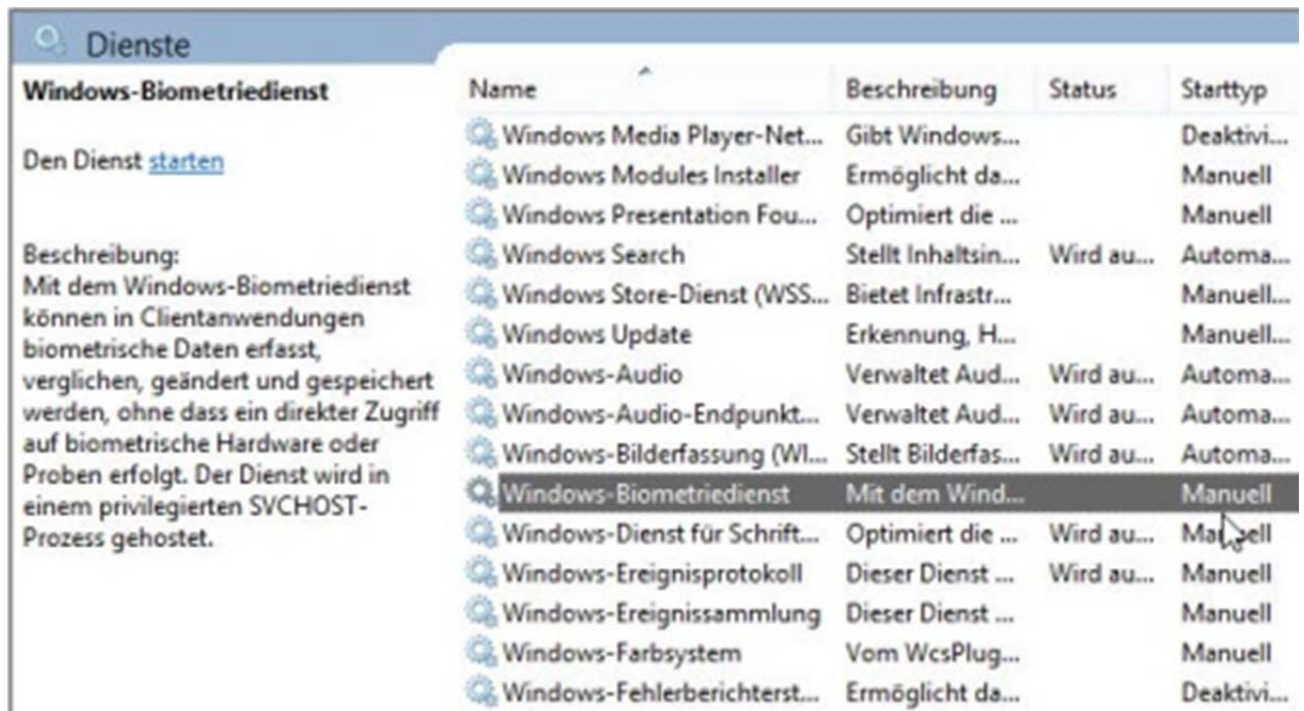 Dienste
Windows-Biometriedienst
Den Dienst starten
Beschreibung:
Mit dem Windows-Biometriedienst
können in Clientanwendungen
biometrische Daten erfasst,
verglichen, geändert und gespeichert
werden, ohne dass ein direkter Zugriff
auf biometrische Hardware oder
Proben erfolgt. Der Dienst wird in
einem privilegierten SVCHOST-
Prozess gehostet.
Name Beschreibung Status Starttyp
Windows Media Player-Net... Gibt Windows... Deaktivi...
Windows Modules Installer Ermöglicht da... Manuell
Windows Presentation Fou... Optimiert die ... Manuell
Windows Search Stellt Inhaltsin... Wird au... Automa...
Windows Store-Dienst (WSS... Bietet Infrastr... Manuell...
Windows Update Erkennung, H... Manuell...
Windows-Audio Verwaltet Aud... Wird au... Automa...
Windows-Audio-Endpunkt... Verwaltet Aud... Wird au... Automa...
Windows-Bilderfassung (WI... Stellt Bilderfas... Wird au... Automa...
Windows-Biometriedienst Mit dem Wind... Manuell
Windows-Dienst für Schrift... Optimiert die ... Wird au... Manuell
Windows-Ereignisprotokoll Dieser Dienst ... Wird au... Manuell
Windows-Ereignissammlung Dieser Dienst ... Manuell
Windows-Farbsystem Vom WcsPlug... Manuell
Windows-Fehlerberichterst... Ermöglicht da... Deaktivi...